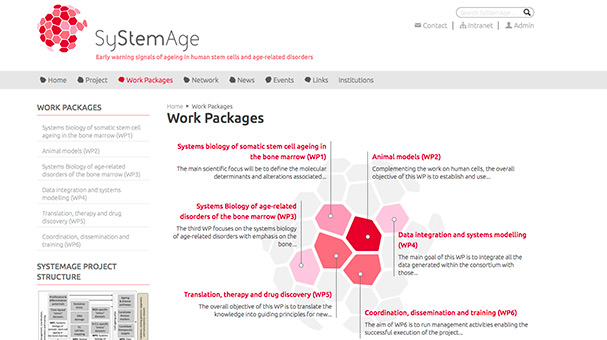 Search SyStemAge
SyStemAge
Contact
Intranet
Admin
Early warning signals of ageing in human stem cells and age-related disorders
Home
Project
Work Packages
Network
News
Events
Links
Institutions
WORK PACKAGES
Systems biology of somatic stem cell
ageing in the bone marrow (WP1)
Animal models (WP2)
Systems Biology of age-related
disorders of the bone marrow (WP3)
Data integration and systems
modelling (WP4)
Translation, therapy and drug
discovery (WP5)
Coordination, dissemination and
training (WP6)
SYSTEMAGE PROJECT
STRUCTURE
Home ▸ Work Packages
Work Packages
Systems biology of somatic stem cell ageing in
the bone marrow (WP1)
The main scientific focus will be to define the molecular
determinants and alterations associated...
Animal models (WP2)
Complementing the work on human cells, the overall
objective of this WP is to establish and use...
Systems Biology of age-related
disorders of the bone marrow (WP3)
The third WP focuses on the systems biology
of age-related disorders with emphasis on the
bone...
Data integration and systems modelling
(WP4)
The main goal of this WP is to integrate all the
data generated within the consortium with
those...
Translation, therapy and drug discovery (WP5)
The overall objective of this WP is to translate the
knowledge into guiding principles for new...
Coordination, dissemination and training (WP6)
The aim of WP6 is to run management activities enabling the
successful execution of the project...